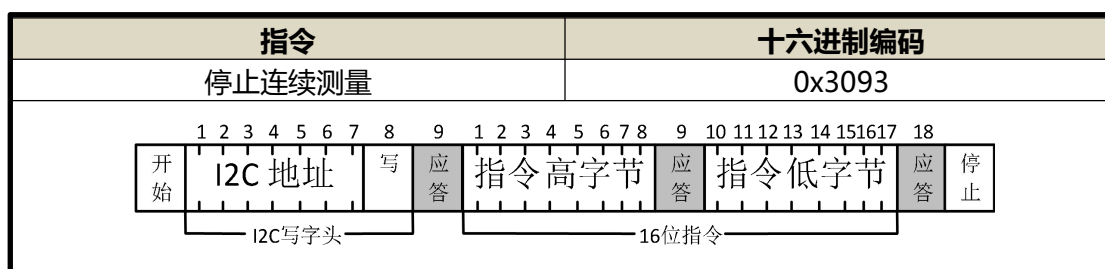 指令 十六进制编码
停止连续测量 0x3093
1 2 3 4 5 6 7 8 9 1 2 3 4 5 6 7 8 9 10 11 12 13 14 15 16 17 18
开始 I2C 地址 写 应答 指令高字节 应答 指令低字节 应答 停止
I2C写字头 16位指令